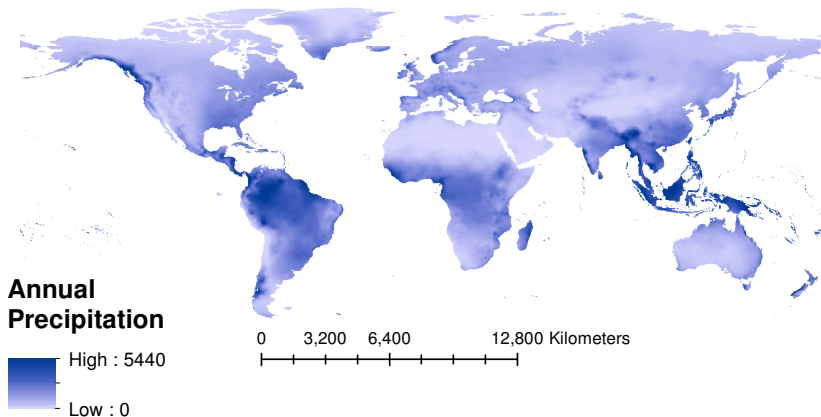 Annual
Precipitation
High : 5440
Low : 0
0 3,200 6,400 12,800 Kilometers